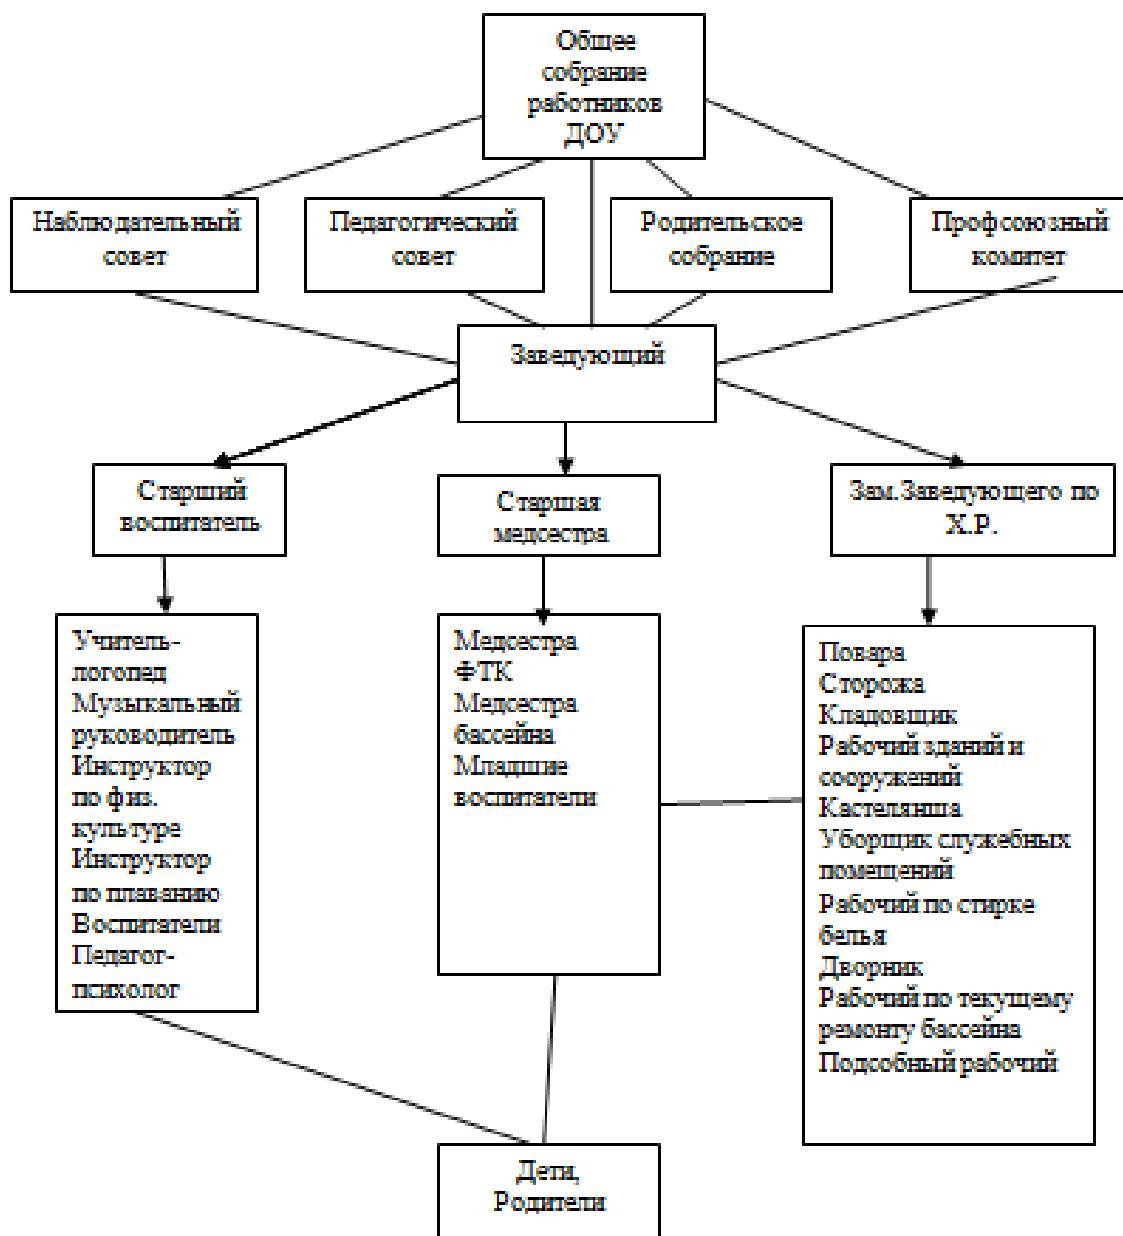 Общее
собрание
работников
ДОУ
Наблюдательный
совет
Педагогический
совет
Родительское
собрание
Профсоюзный
комитет
Заведующий
Старший
воспитатель
Старшая
медсестра
Зам.Заведующего по
Х.Р.
Учитель-
логопед
Музыкальный
руководитель
Инструктор
по физ.
культуре
Инструктор
по плаванию
Воспитатели
Педагог-
психолог
Медсестра
ФТК
Медсестра
бассейна
Младшие
воспитатели
Повара
Сторожа
Кладовщик
Рабочий зданий и
сооружений
Кастелянша
Уборщик служебных
помещений
Рабочий по стирке
белья
Дворник
Рабочий по текущему
ремонту бассейна
Подсобный рабочий
Дети,
Родители